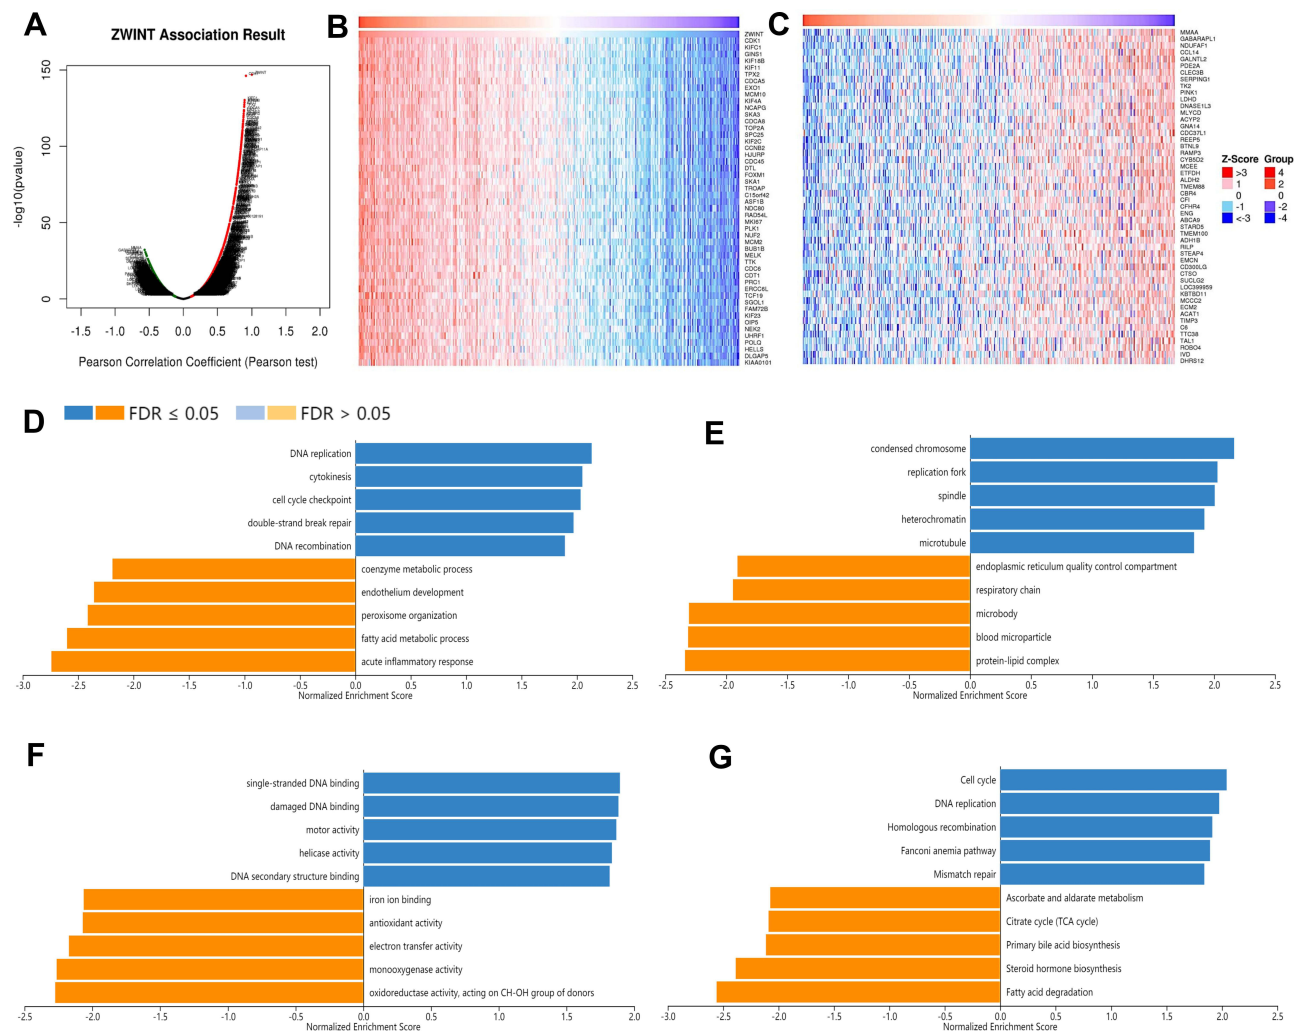 A
ZWINT Association Result
-log10(pvalue)
150
100
50
0
-1.5 -1.0 -0.5 0.0 0.5 1.0 1.5 2.0
Pearson Correlation Coefficient (Pearson test)
B
ZWINT
CDK1
KIFC1
GINS1
KIF18B
KIF11
TPX2
CDCA5
EXO1
MCM10
KIF4A
NCAPG
SKA3
CDCA8
TOP2A
SPC25
KIF2C
CCNB2
HJURP
CDC45
DTL
FOXM1
SKA1
TROAP
C15orf42
ASF1B
NDC80
RAD54L
MKI67
PLK1
NUF2
MCM2
BUB1B
MELK
TTK
CDC6
CDT1
PRC1
ERCC6L
TCF19
SGOL1
FAM72B
KIF23
OIP5
NEK2
UHRF1
POLQ
HELLS
DLGAP5
KIAA0101
C
MMAA
GABARAPL1
NDUFAF1
CCL14
GALNTL2
PDE2A
CLEC3B
SERPING1
TK2
PINK1
LDHD
DNASE1L3
MLYCD
ACYP2
GNA14
CDC37L1
REEP5
BTNL9
RAMP3
CYB5D2
MCEE
ETFDH
ALDH2
TMEM88
CBR4
CFI
CFHR4
ENG
ABCA9
STARD5
TMEM100
ADH1B
RILP
STEAP4
EMCN
CD300LG
CTSO
SUCLG2
LOC399959
KBTBD11
MCCC2
ECM2
ACAT1
TIMP3
C6
TTC38
TAL1
ROBO4
IVD
DHRS12
Z-Score Group
>3 4
1 2
0 0
-1 -2
<-3 -4
D
FDR ≤ 0.05 FDR > 0.05
DNA replication
cytokinesis
cell cycle checkpoint
double-strand break repair
DNA recombination
coenzyme metabolic process
endothelium development
peroxisome organization
fatty acid metabolic process
acute inflammatory response
-3.0 -2.5 -2.0 -1.5 -1.0 -0.5 0.0 0.5 1.0 1.5 2.0 2.5
Normalized Enrichment Score
E
condensed chromosome
replication fork
spindle
heterochromatin
microtubule
endoplasmic reticulum quality control compartment
respiratory chain
microbody
blood microparticle
protein-lipid complex
-2.5 -2.0 -1.5 -1.0 -0.5 0.0 0.5 1.0 1.5 2.0 2.5
Normalized Enrichment Score
F
single-stranded DNA binding
damaged DNA binding
motor activity
helicase activity
DNA secondary structure binding
iron ion binding
antioxidant activity
electron transfer activity
monooxygenase activity
oxidoreductase activity, acting on CH-OH group of donors
-2.5 -2.0 -1.5 -1.0 -0.5 0.0 0.5 1.0 1.5 2.0
Normalized Enrichment Score
G
Cell cycle
DNA replication
Homologous recombination
Fanconi anemia pathway
Mismatch repair
Ascorbate and aldarate metabolism
Citrate cycle (TCA cycle)
Primary bile acid biosynthesis
Steroid hormone biosynthesis
Fatty acid degradation
-3.0 -2.5 -2.0 -1.5 -1.0 -0.5 0.0 0.5 1.0 1.5 2.0 2.5
Normalized Enrichment Score